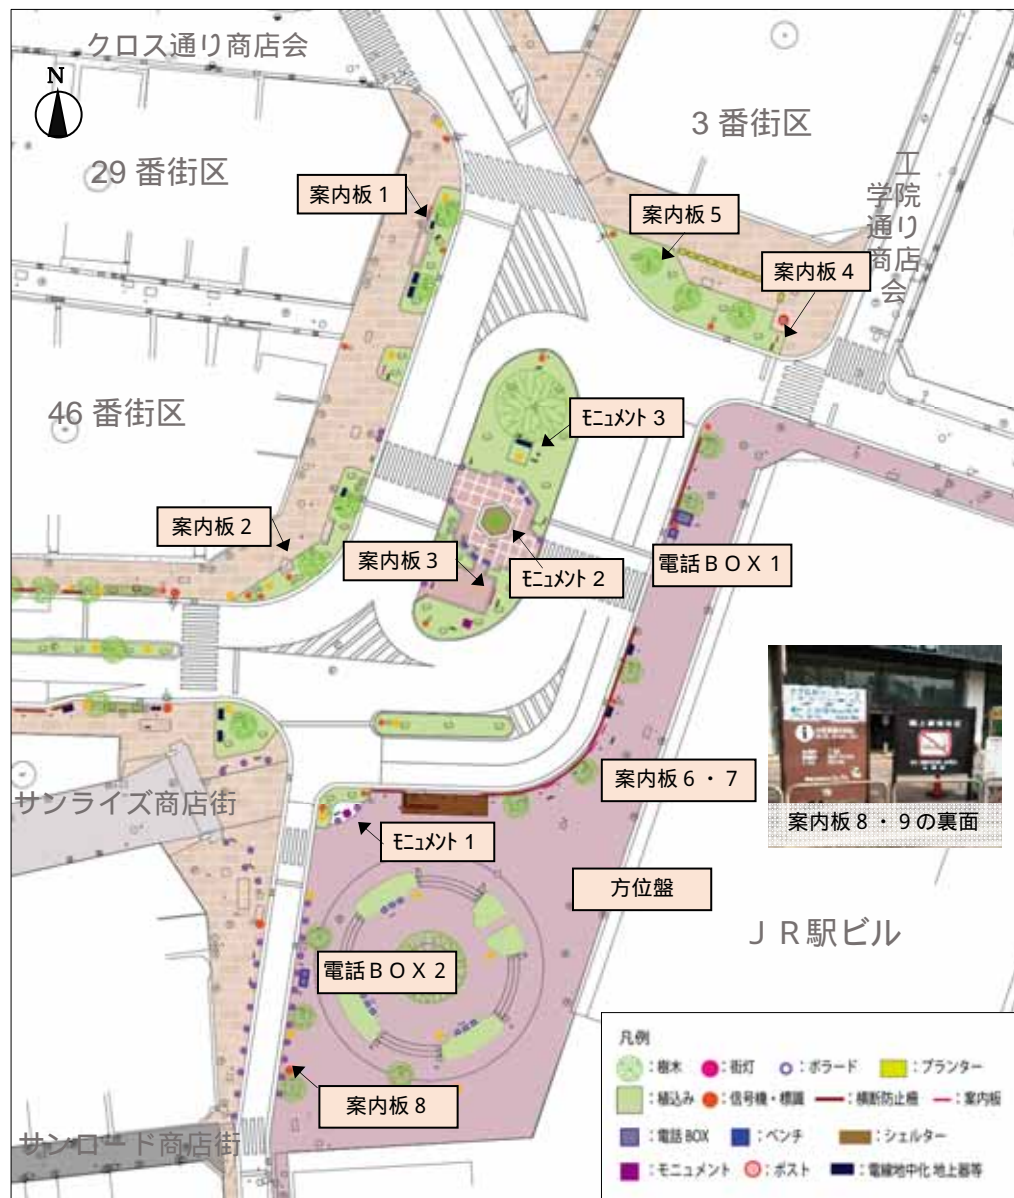 クロス通り商店会
N
3 番街区
29 番街区
工学院通り商店会
案内板 1
案内板 5
案内板 4
46 番街区
モニュメント 3
案内板 2
案内板 3
モニュメント 2
電話ＢＯＸ 1
案内板 6 ・ 7
サンライズ商店街
モニュメント 1
案内板 8 ・ 9 の裏面
方位盤
ＪＲ駅ビル
電話ＢＯＸ 2
案内板 8
サンロード商店街
凡例
：樹木 ：街灯 ：ボラード ：プランター
：植込み ：信号機・標識 ：横断防止柵 ：案内板
：電話 BOX ：ベンチ ：シェルター
：モニュメント ：ポスト ：電線地中化 地上器等